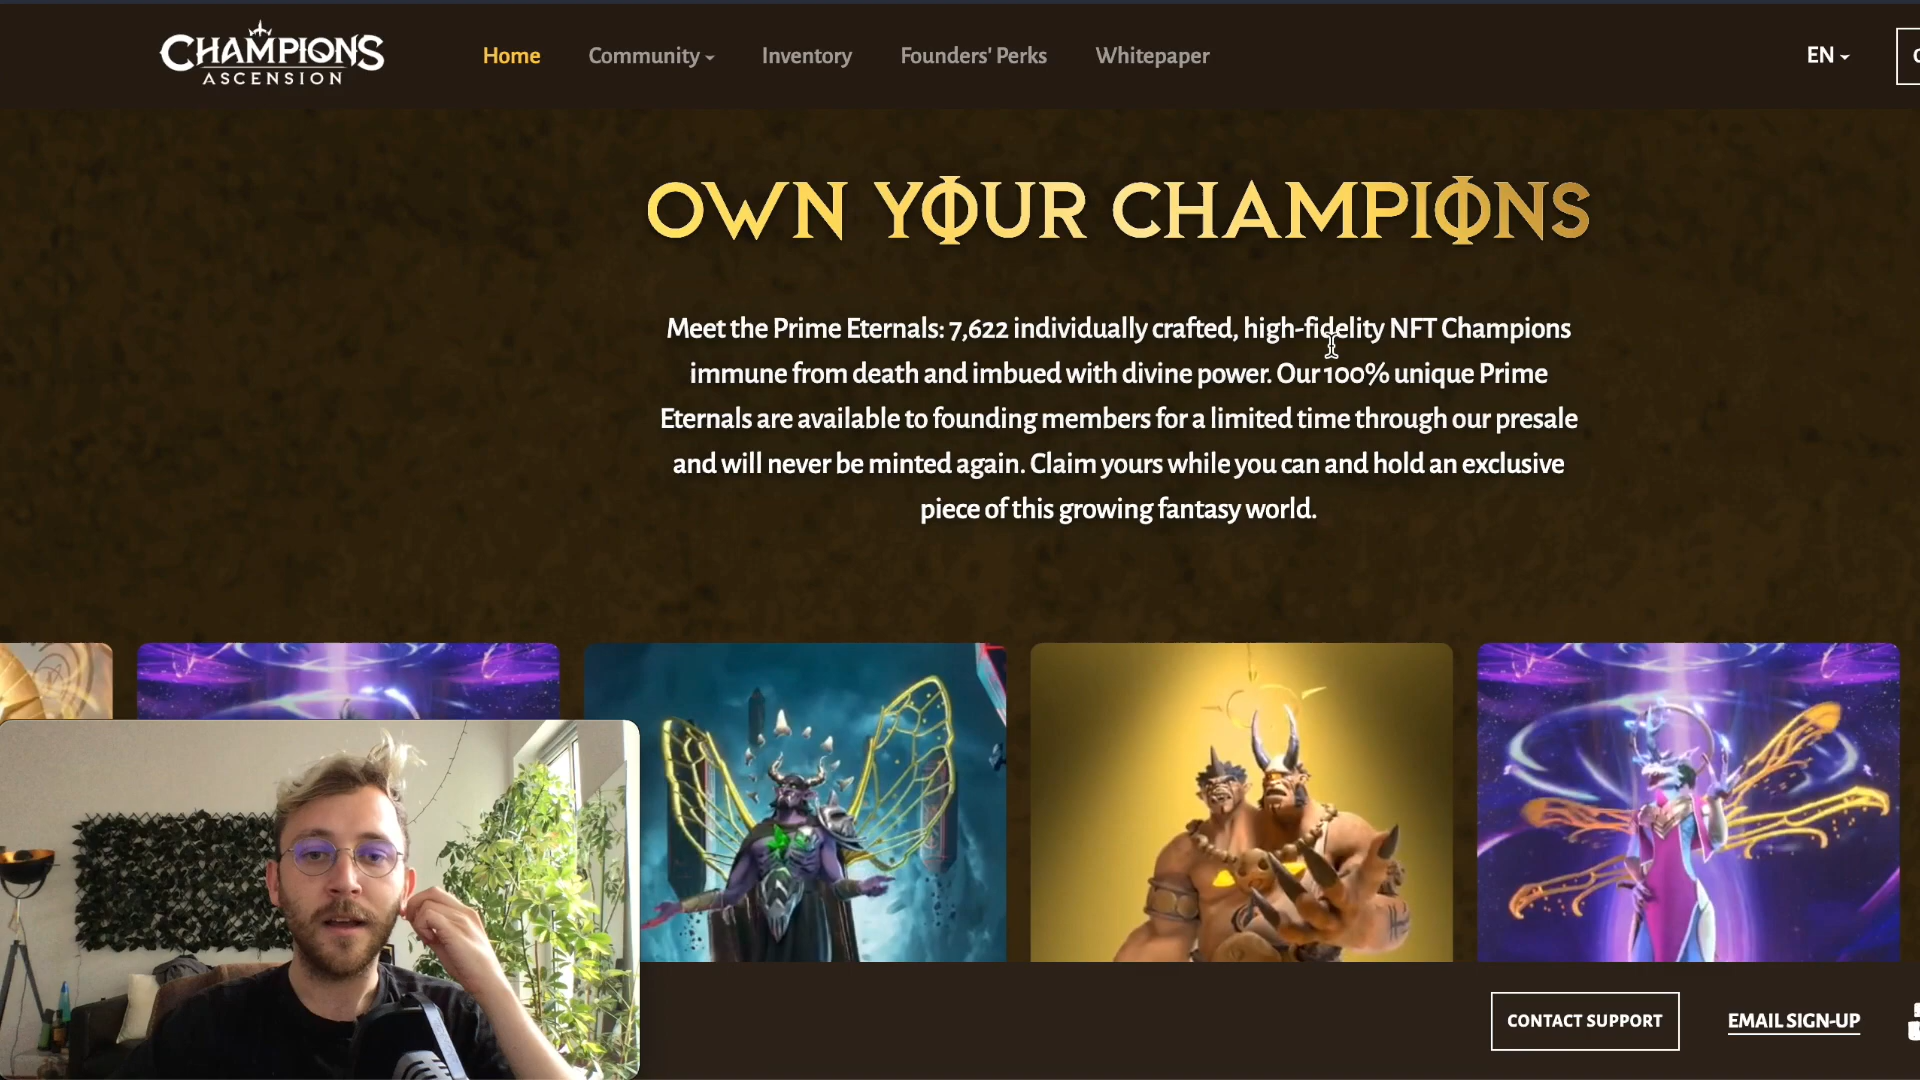 CHAMPIONS
ASCENSION
Home
Community
Inventory
Founders' Perks
Whitepaper
EN
OWN YOUR CHAMPIONS
Meet the Prime Eternals: 7,622 individually crafted, high-fidelity NFT Champions
immune from death and imbued with divine power. Our 100% unique Prime
Eternals are available to founding members for a limited time through our presale
and will never be minted again. Claim yours while you can and hold an exclusive
piece of this growing fantasy world.
CONTACT SUPPORT
EMAIL SIGN-UP